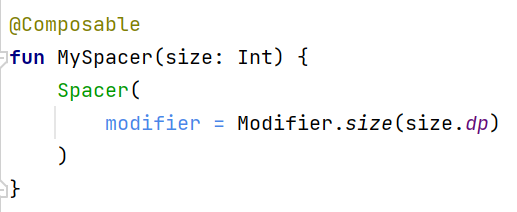 @Composable
fun MySpacer(size: Int) {
    Spacer(
        modifier = Modifier.size(size.dp)
    )
}